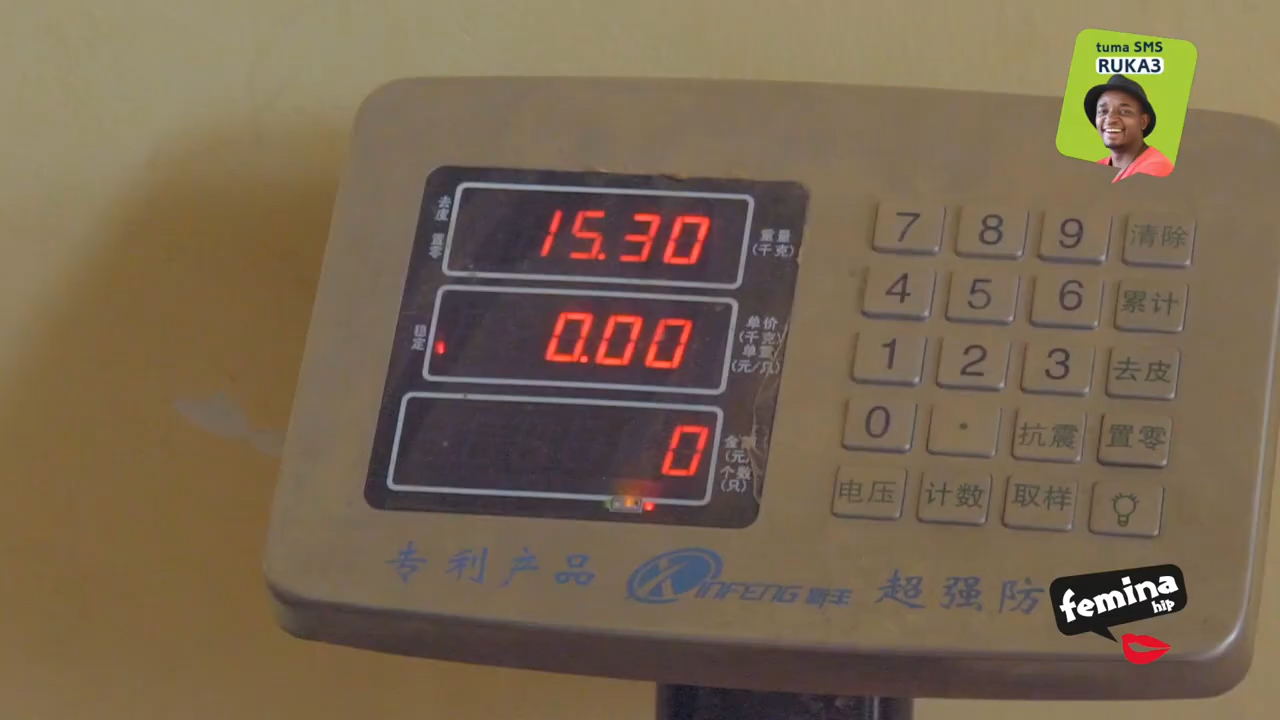 tuma SMS
RUKA3
去皮 置零
15.30
重量
(千克)
稳定
0.00
单价
(千克)
单重
(元/只)
0
金额
(元)
个数
(只)
7 8 9 清除
4 5 6 累计
1 2 3 去皮
0 · 抗震 置零
电压 计数 取样
专利产品 XINFENG 超强防
femina
hip